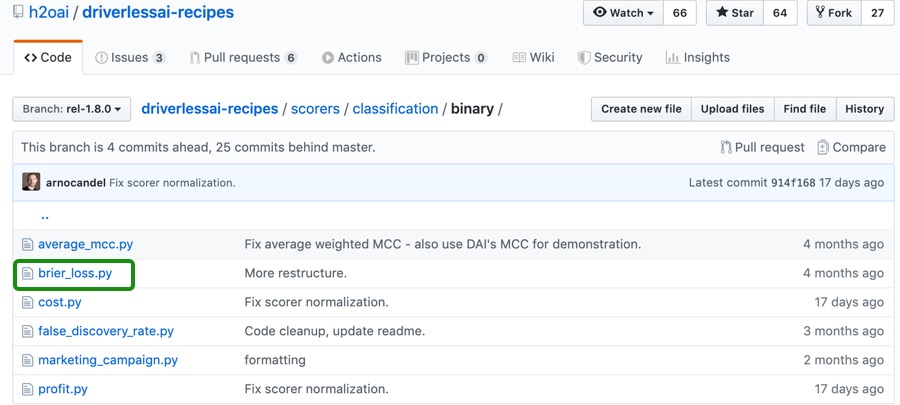 h2oai / driverlessai-recipes Watch 66 Star 64 Fork 27
Code Issues 3 Pull requests 6 Actions Projects 0 Wiki Security Insights
Branch: rel-1.8.0 driverlessai-recipes / scorers / classification / binary / Create new file Upload files Find file History
This branch is 4 commits ahead, 25 commits behind master. Pull request Compare
arnocandel Fix scorer normalization. Latest commit 914f168 17 days ago
..
average_mcc.py Fix average weighted MCC - also use DAI's MCC for demonstration. 4 months ago
brier_loss.py More restructure. 4 months ago
cost.py Fix scorer normalization. 17 days ago
false_discovery_rate.py Code cleanup, update readme. 3 months ago
marketing_campaign.py formatting 2 months ago
profit.py Fix scorer normalization. 17 days ago